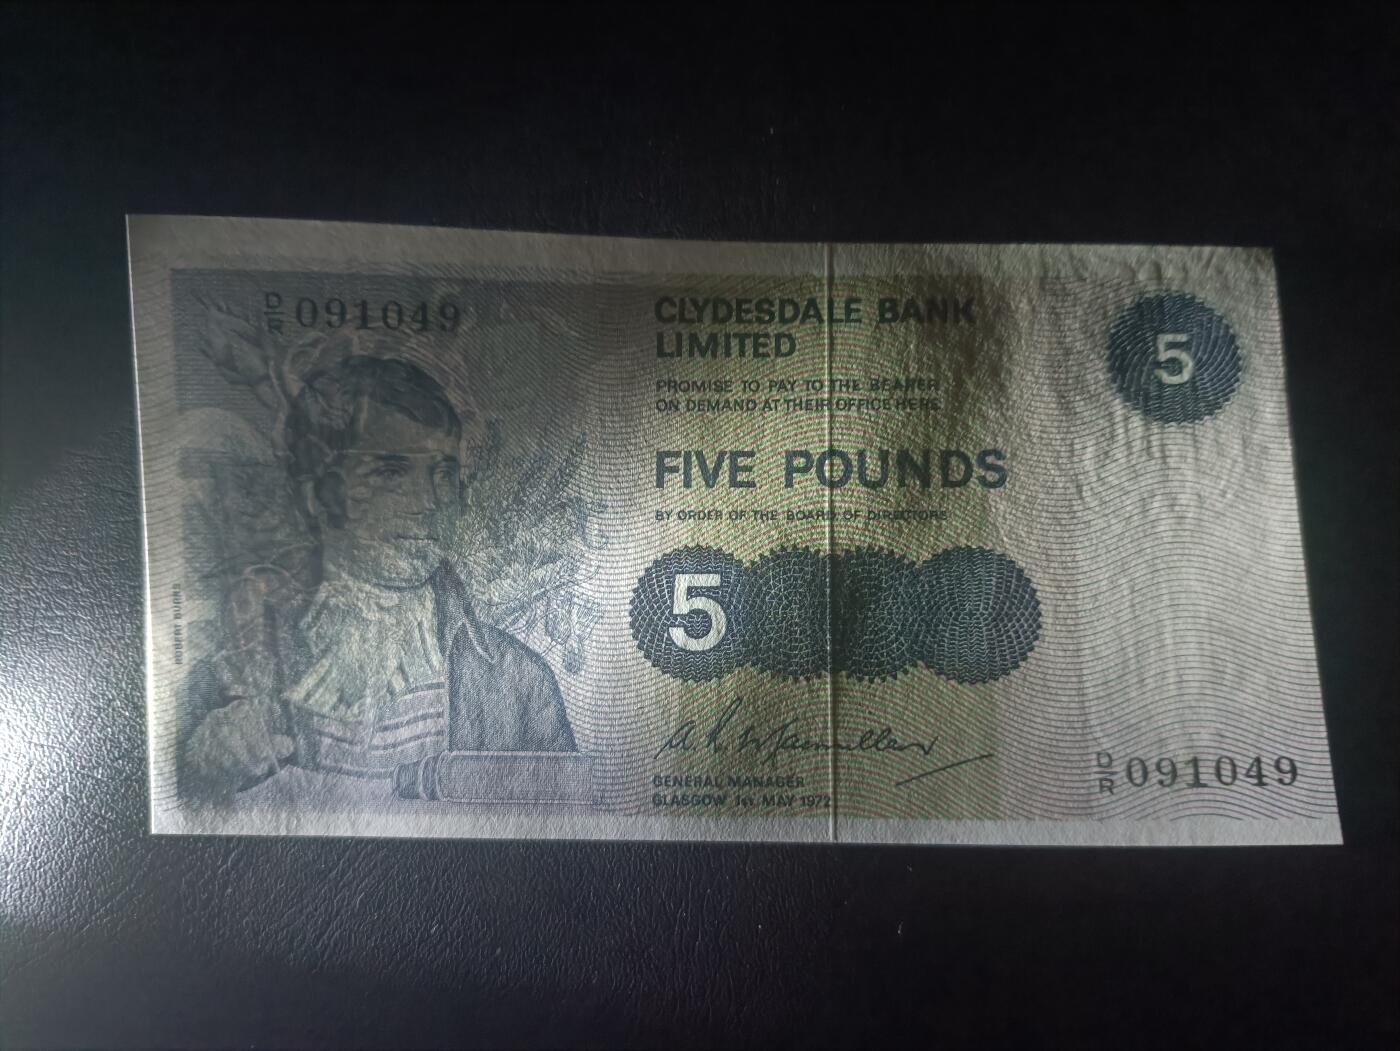 D/R 091049
CLYDESDALE BANK
LIMITED
PROMISE TO PAY TO THE BEARER
ON DEMAND AT THEIR OFFICE HERE
5
FIVE POUNDS
BY ORDER OF THE BOARD OF DIRECTORS
5
ROBERT BURNS
GENERAL MANAGER
GLASGOW 1ST MAY 1972
D/R 091049